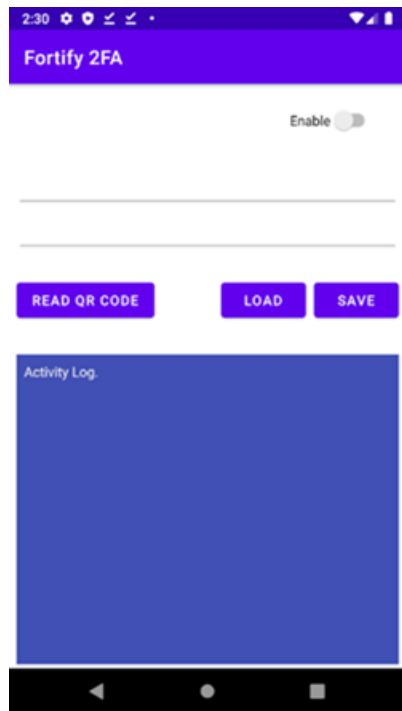 2:30
Fortify 2FA
Enable
READ QR CODE LOAD SAVE
Activity Log.